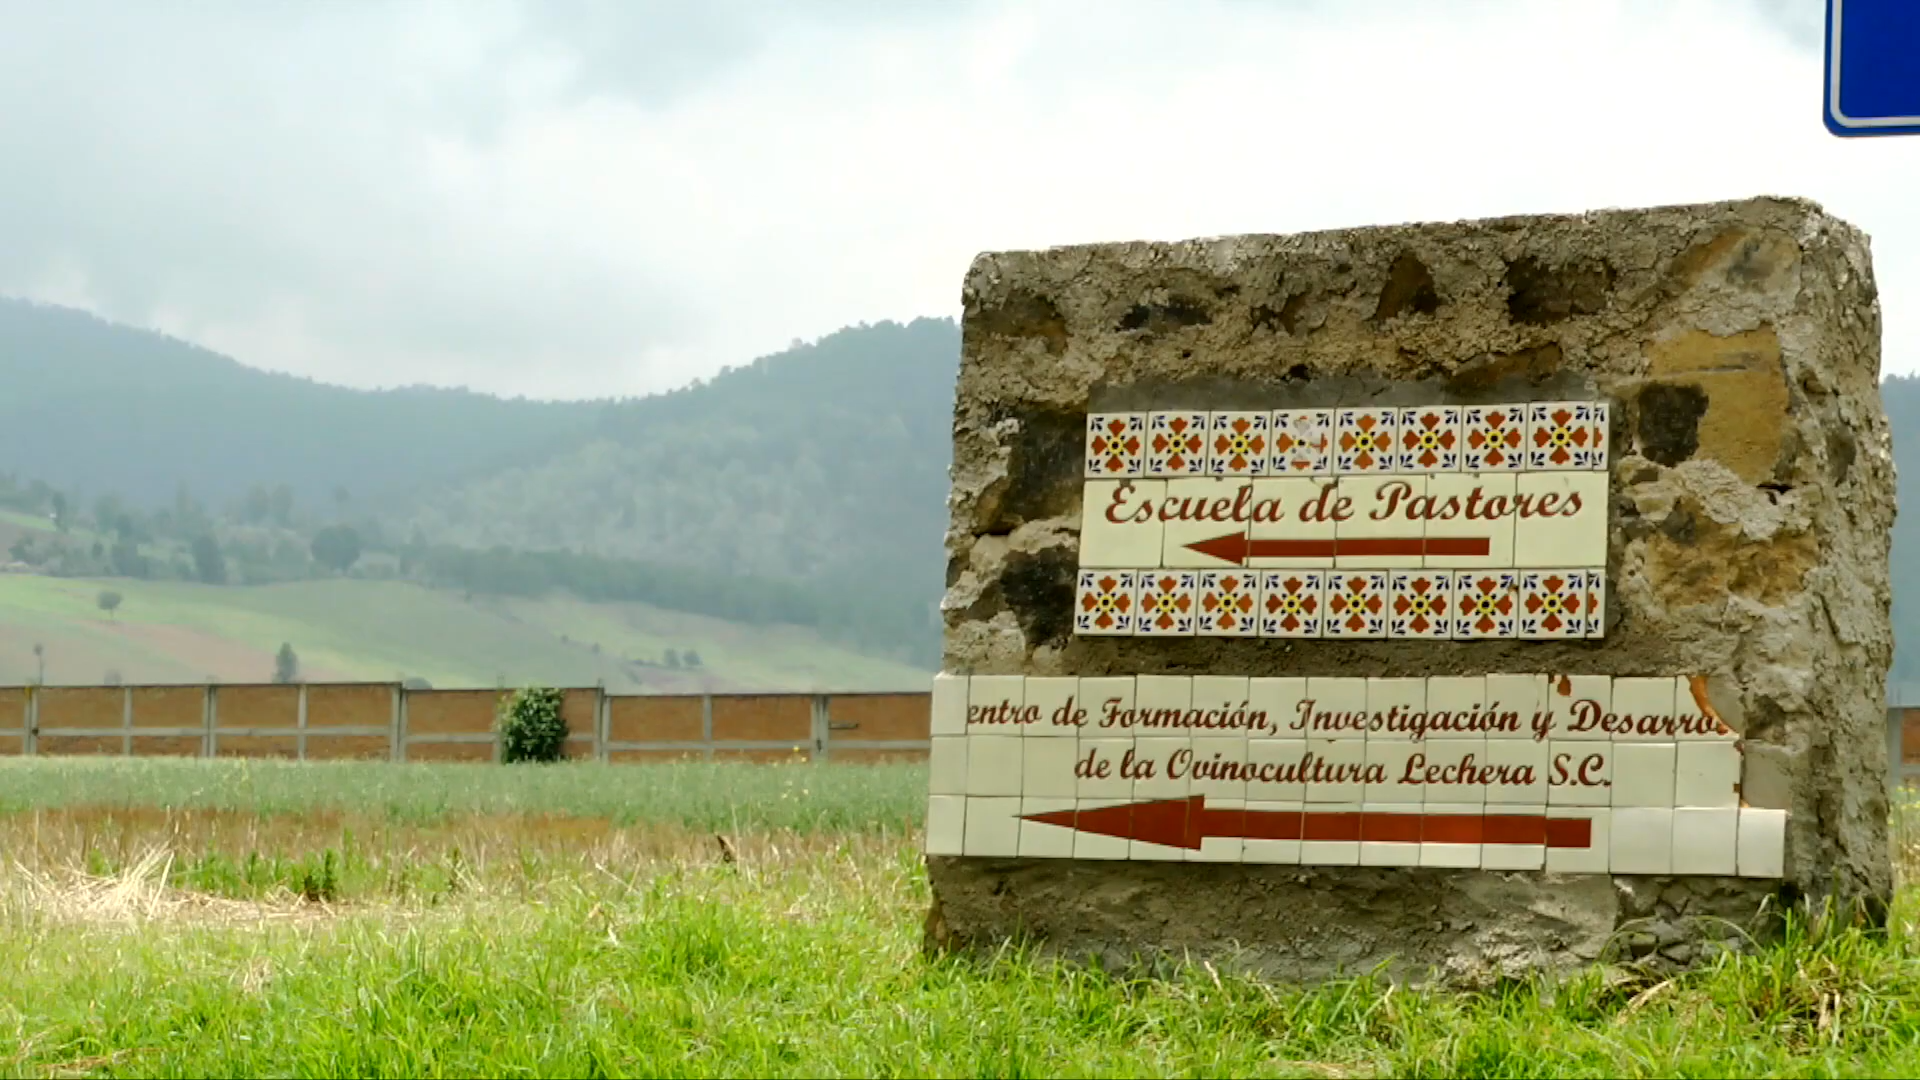 Escuela de Pastores
entro de Formación, Investigación y Desarro
de la Ovinocultura Lechera S.C.